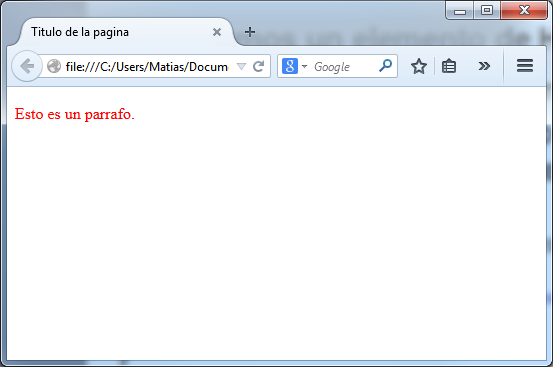 Titulo de la pagina
file:///C:/Users/Matias/Docum
Google
Esto es un parrafo.